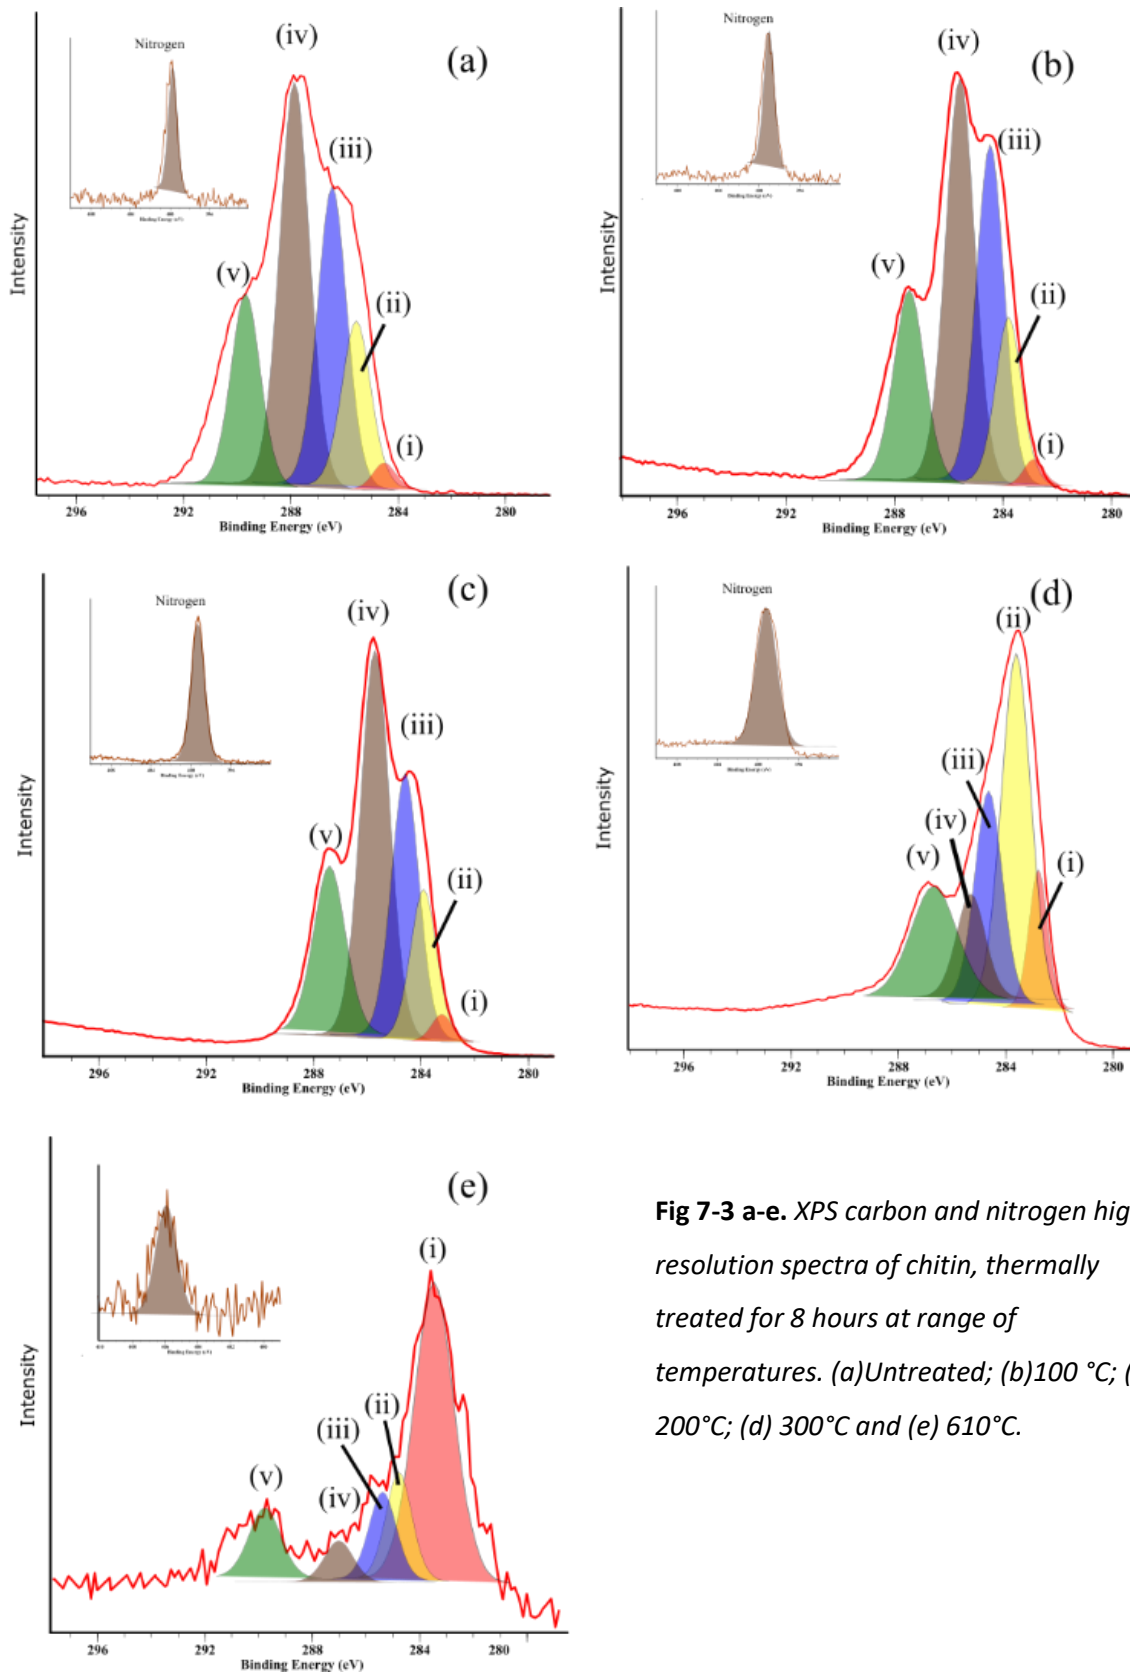 Nitrogen
(iv)
(a)
(iii)
(v)
(ii)
(i)
Intensity
296 292 288 284 280
Binding Energy (eV)
Nitrogen
(iv)
(b)
(iii)
(v)
(ii)
(i)
Intensity
296 292 288 284 280
Binding Energy (eV)
Nitrogen
(iv)
(c)
(iii)
(v)
(ii)
(i)
Intensity
296 292 288 284 280
Binding Energy (eV)
Nitrogen
(d)
(ii)
(iii)
(iv)
(v)
(i)
Intensity
296 292 288 284 280
Binding Energy (eV)
(e)
(i)
(ii)
(iii)
(v)
(iv)
Intensity
296 292 288 284 280
Binding Energy (eV)
Fig 7-3 a-e. XPS carbon and nitrogen hig
resolution spectra of chitin, thermally
treated for 8 hours at range of
temperatures. (a)Untreated; (b)100 °C; (
200°C; (d) 300°C and (e) 610°C.